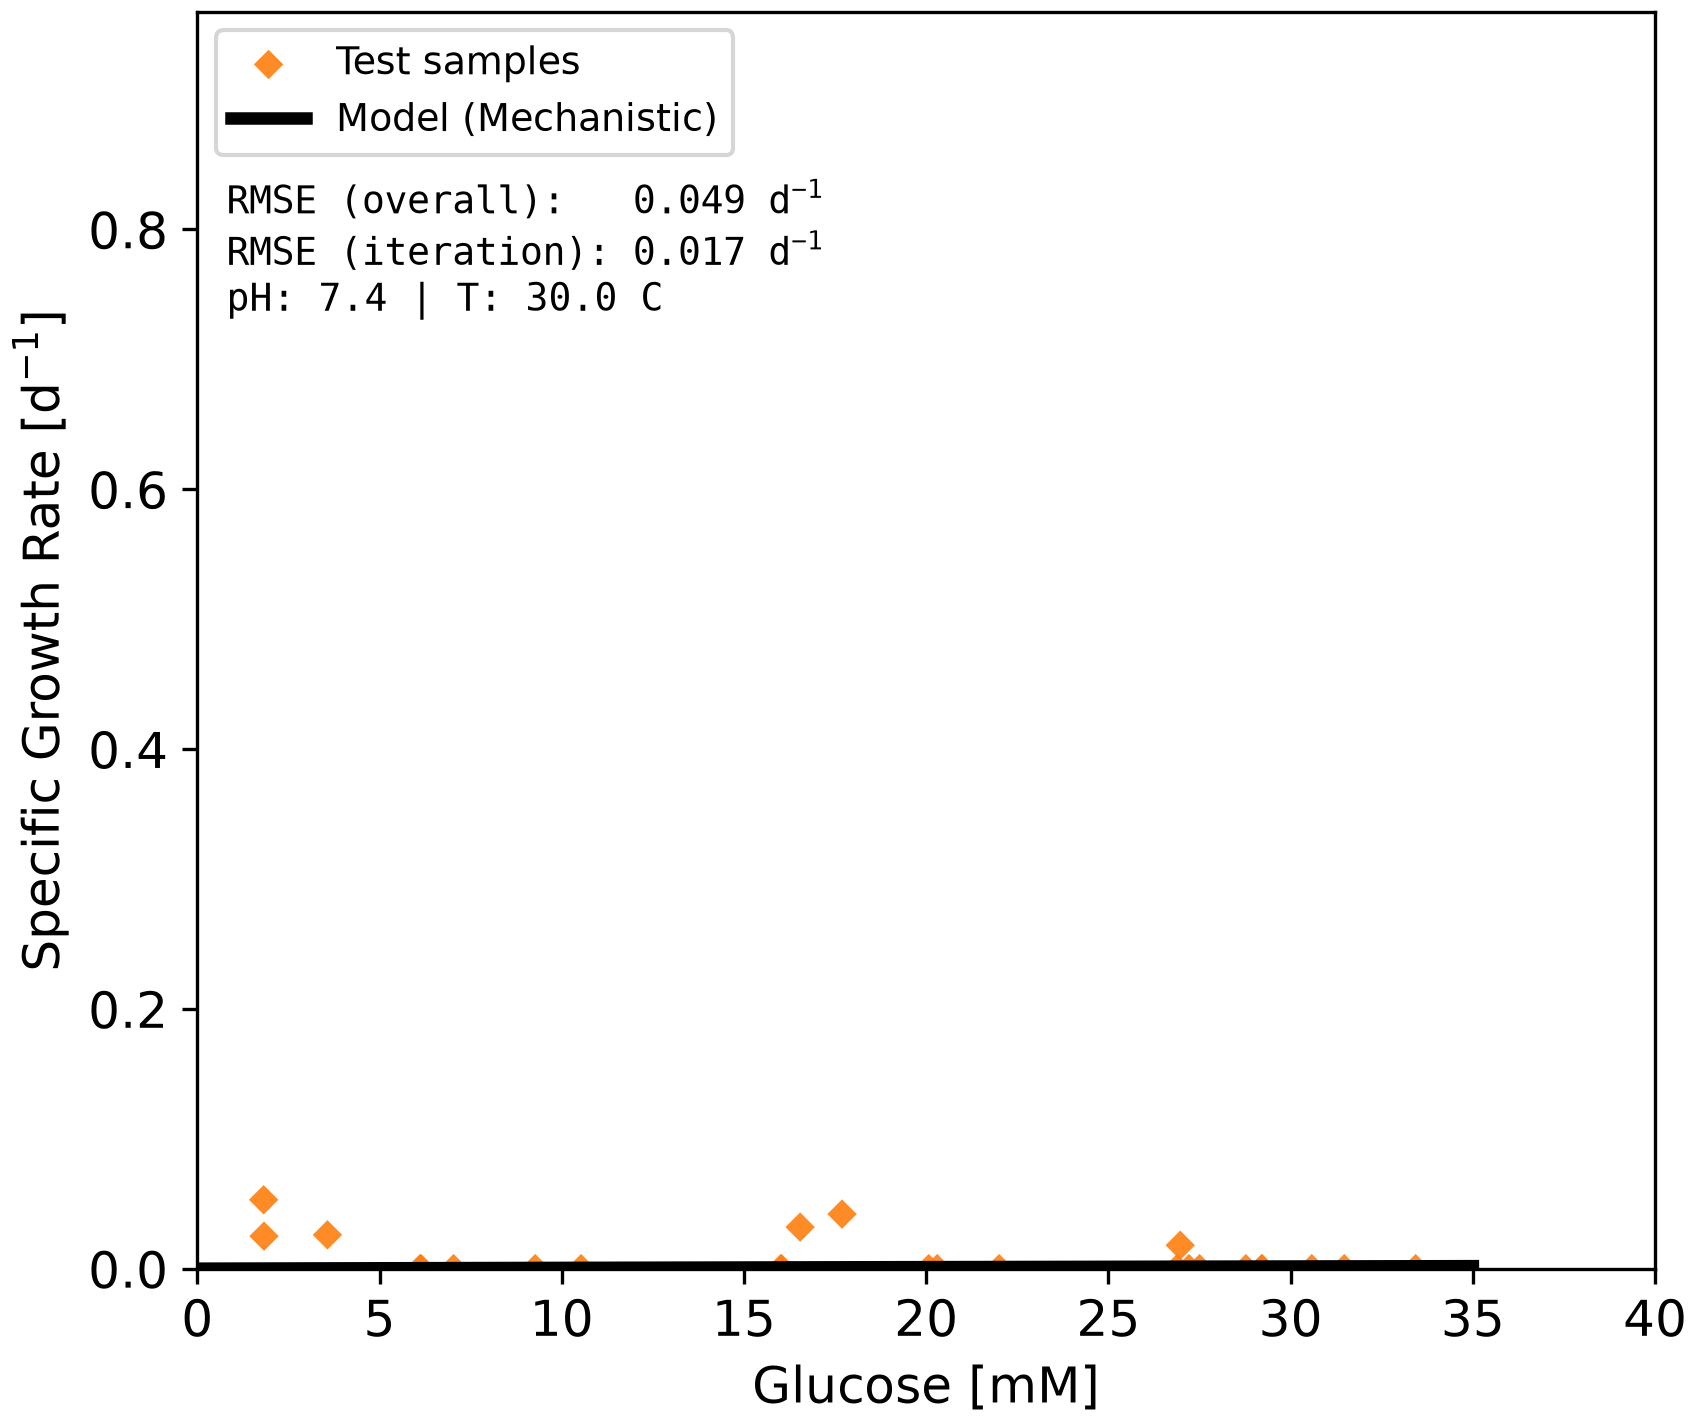 Test samples
Model (Mechanistic)
RMSE (overall): 0.049 d⁻¹
RMSE (iteration): 0.017 d⁻¹
pH: 7.4 | T: 30.0 C
0.8
0.6
0.4
0.2
0.0
Specific Growth Rate [d⁻¹]
0 5 10 15 20 25 30 35 40
Glucose [mM]